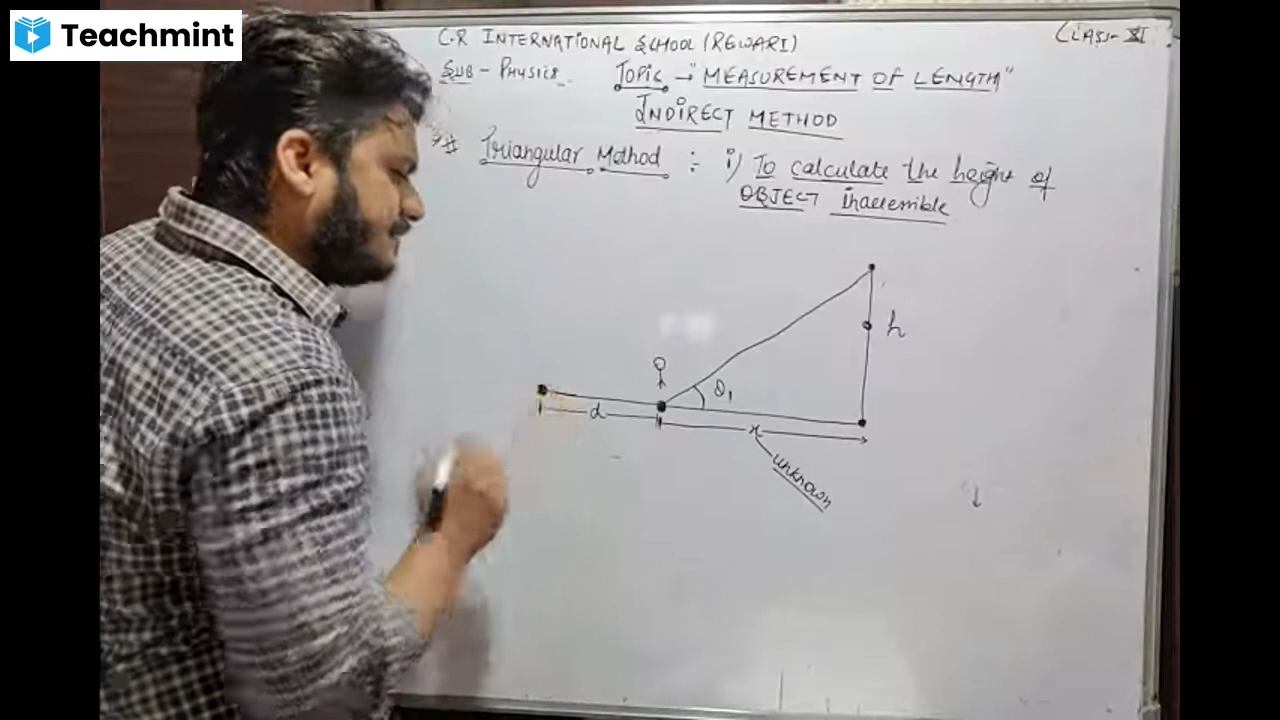 Teachmint
C.R INTERNATIONAL SCHOOL (REWARI)
CLASS-XI
SUB - PHYSICS
TOPIC → "MEASUREMENT OF LENGTH"
INDIRECT METHOD
Triangular Method :- i) To calculate the height of
OBJECT inaccessible
h
θ1
d
x
unknown